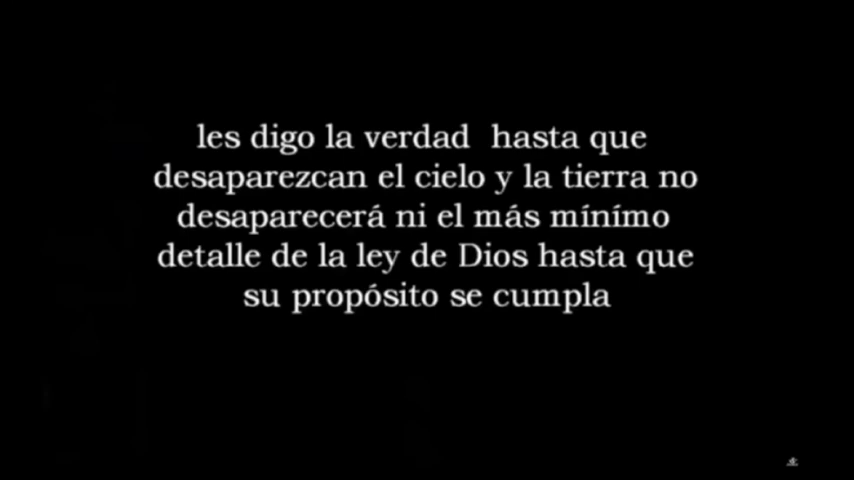 les digo la verdad hasta que
desaparezcan el cielo y la tierra no
desaparecerá ni el más mínímo
detalle de la ley de Dios hasta que
su propósito se cumpla